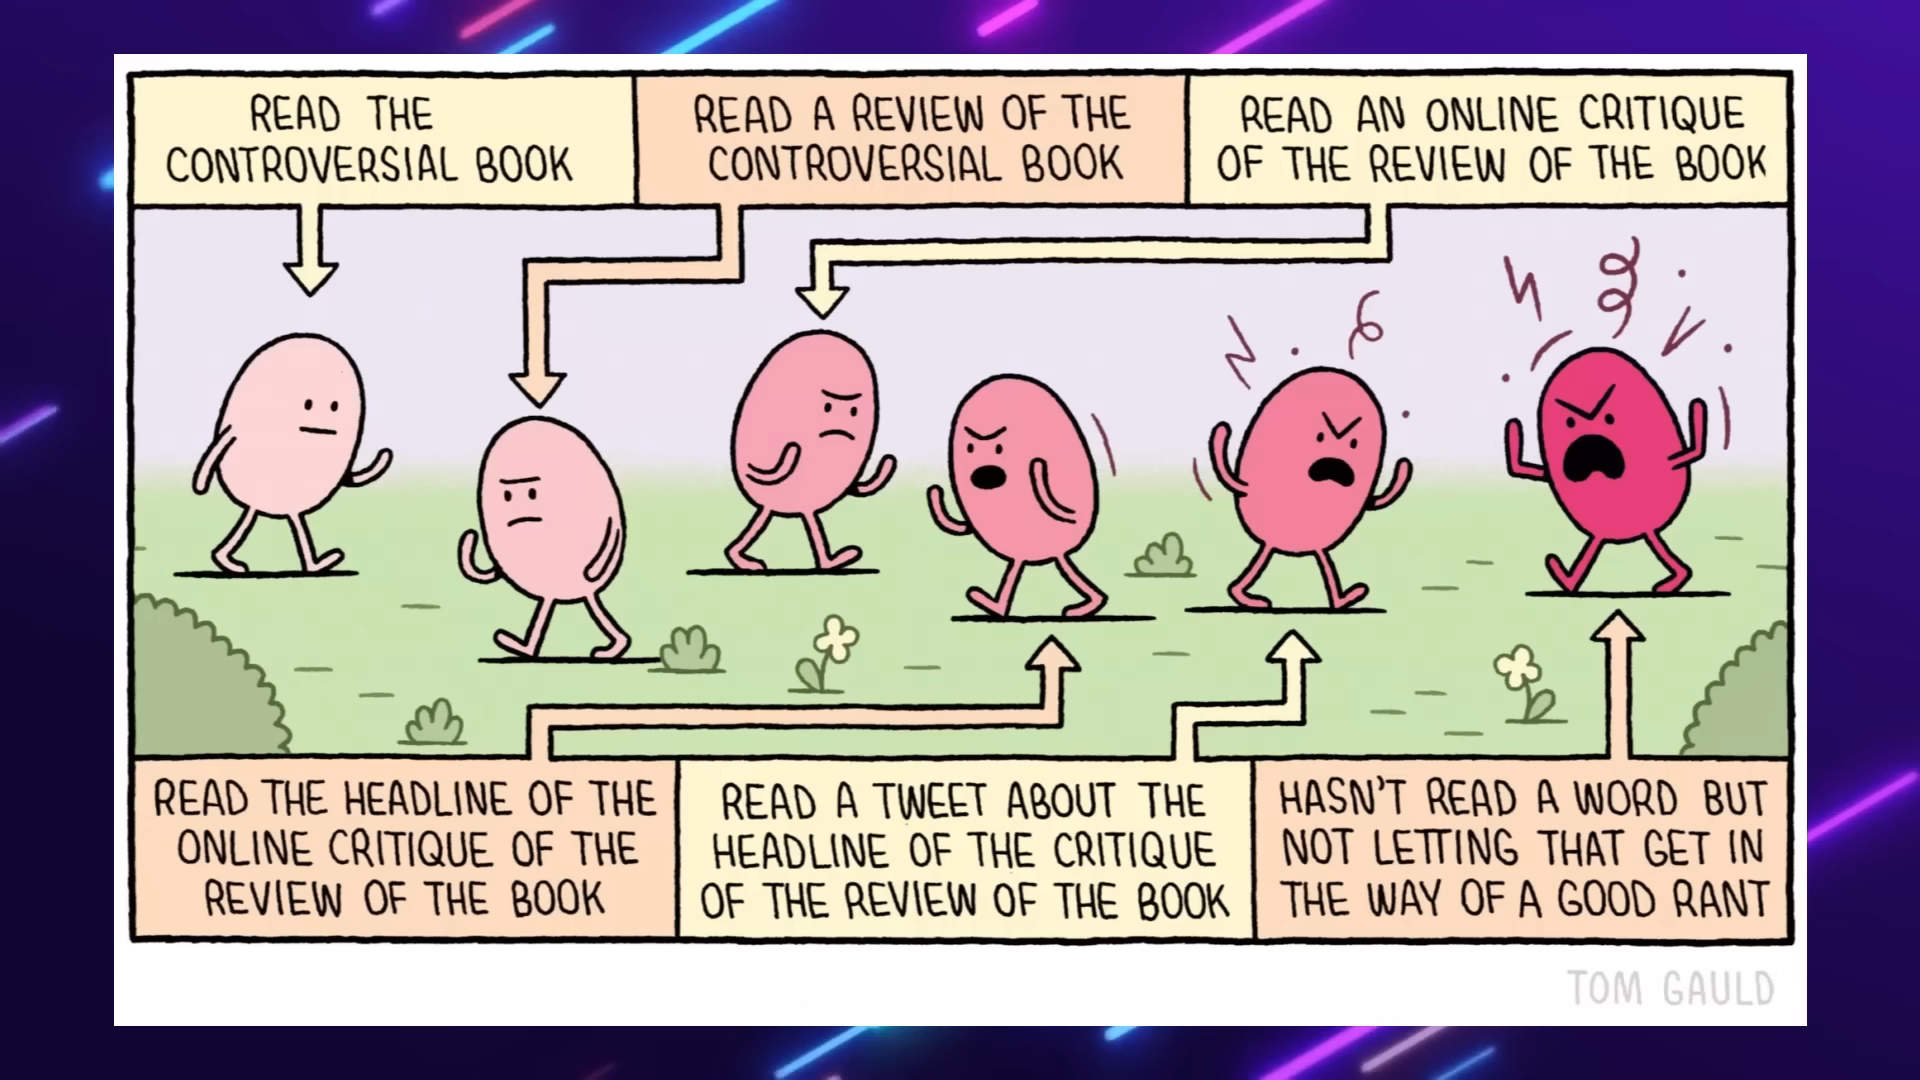 READ THE
CONTROVERSIAL BOOK
READ A REVIEW OF THE
CONTROVERSIAL BOOK
READ AN ONLINE CRITIQUE
OF THE REVIEW OF THE BOOK
READ THE HEADLINE OF THE
ONLINE CRITIQUE OF THE
REVIEW OF THE BOOK
READ A TWEET ABOUT THE
HEADLINE OF THE CRITIQUE
OF THE REVIEW OF THE BOOK
HASN'T READ A WORD BUT
NOT LETTING THAT GET IN
THE WAY OF A GOOD RANT
TOM GAULD